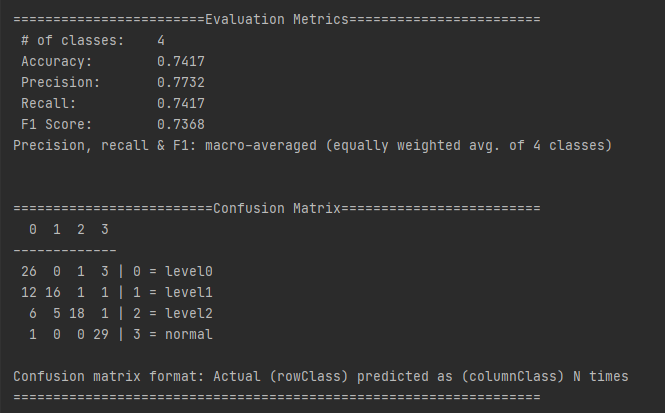 ========================Evaluation Metrics========================
 # of classes:    4
 Accuracy:        0.7417
 Precision:       0.7732
 Recall:          0.7417
 F1 Score:        0.7368
Precision, recall & F1: macro-averaged (equally weighted avg. of 4 classes)
=========================Confusion Matrix=========================
  0  1  2  3
-------------
 26  0  1  3 | 0 = level0
 12 16  1  1 | 1 = level1
  6  5 18  1 | 2 = level2
  1  0  0 29 | 3 = normal
Confusion matrix format: Actual (rowClass) predicted as (columnClass) N times
==================================================================